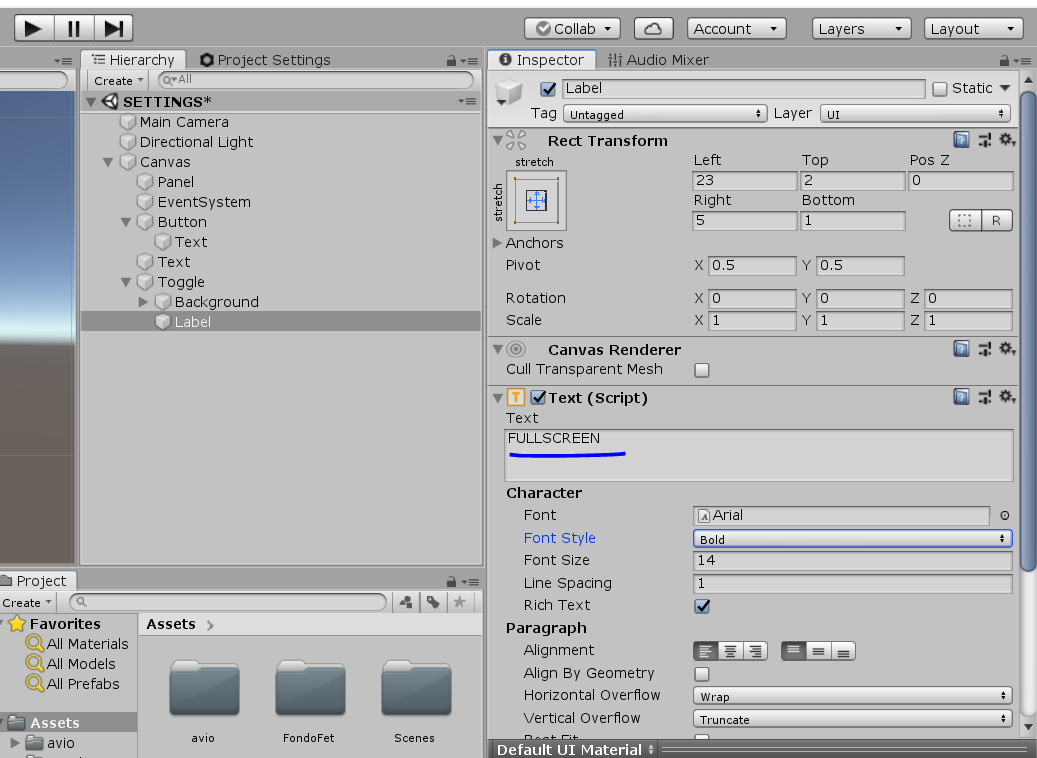 Collab
Account
Layers
Layout
Hierarchy
Project Settings
Create
All
SETTINGS*
Main Camera
Directional Light
Canvas
Panel
EventSystem
Button
Text
Text
Toggle
Background
Label
Project
Create
Favorites
All Materials
All Models
All Prefabs
Assets
avio
Assets >
avio
FondoFet
Scenes
Inspector
Audio Mixer
Label
Static
Tag Untagged
Layer UI
Rect Transform
stretch
stretch
Left Top Pos Z
23 2 0
Right Bottom
5 1
R
Anchors
Pivot X 0.5 Y 0.5
Rotation X 0 Y 0 Z 0
Scale X 1 Y 1 Z 1
Canvas Renderer
Cull Transparent Mesh
T Text (Script)
Text
FULLSCREEN
Character
Font Arial
Font Style Bold
Font Size 14
Line Spacing 1
Rich Text
Paragraph
Alignment
Align By Geometry
Horizontal Overflow Wrap
Vertical Overflow Truncate
Best Fit
Default UI Material